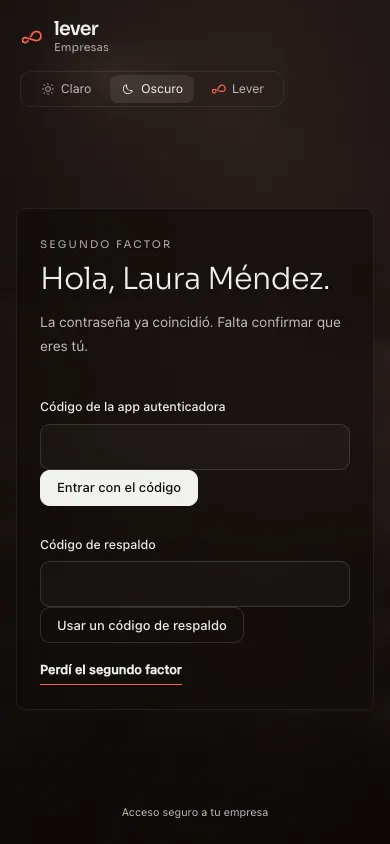 lever
Empresas
Claro
Oscuro
Lever
SEGUNDO FACTOR
Hola, Laura Méndez.
La contraseña ya coincidió. Falta confirmar que
eres tú.
Código de la app autenticadora
Entrar con el código
Código de respaldo
Usar un código de respaldo
Perdí el segundo factor
Acceso seguro a tu empresa